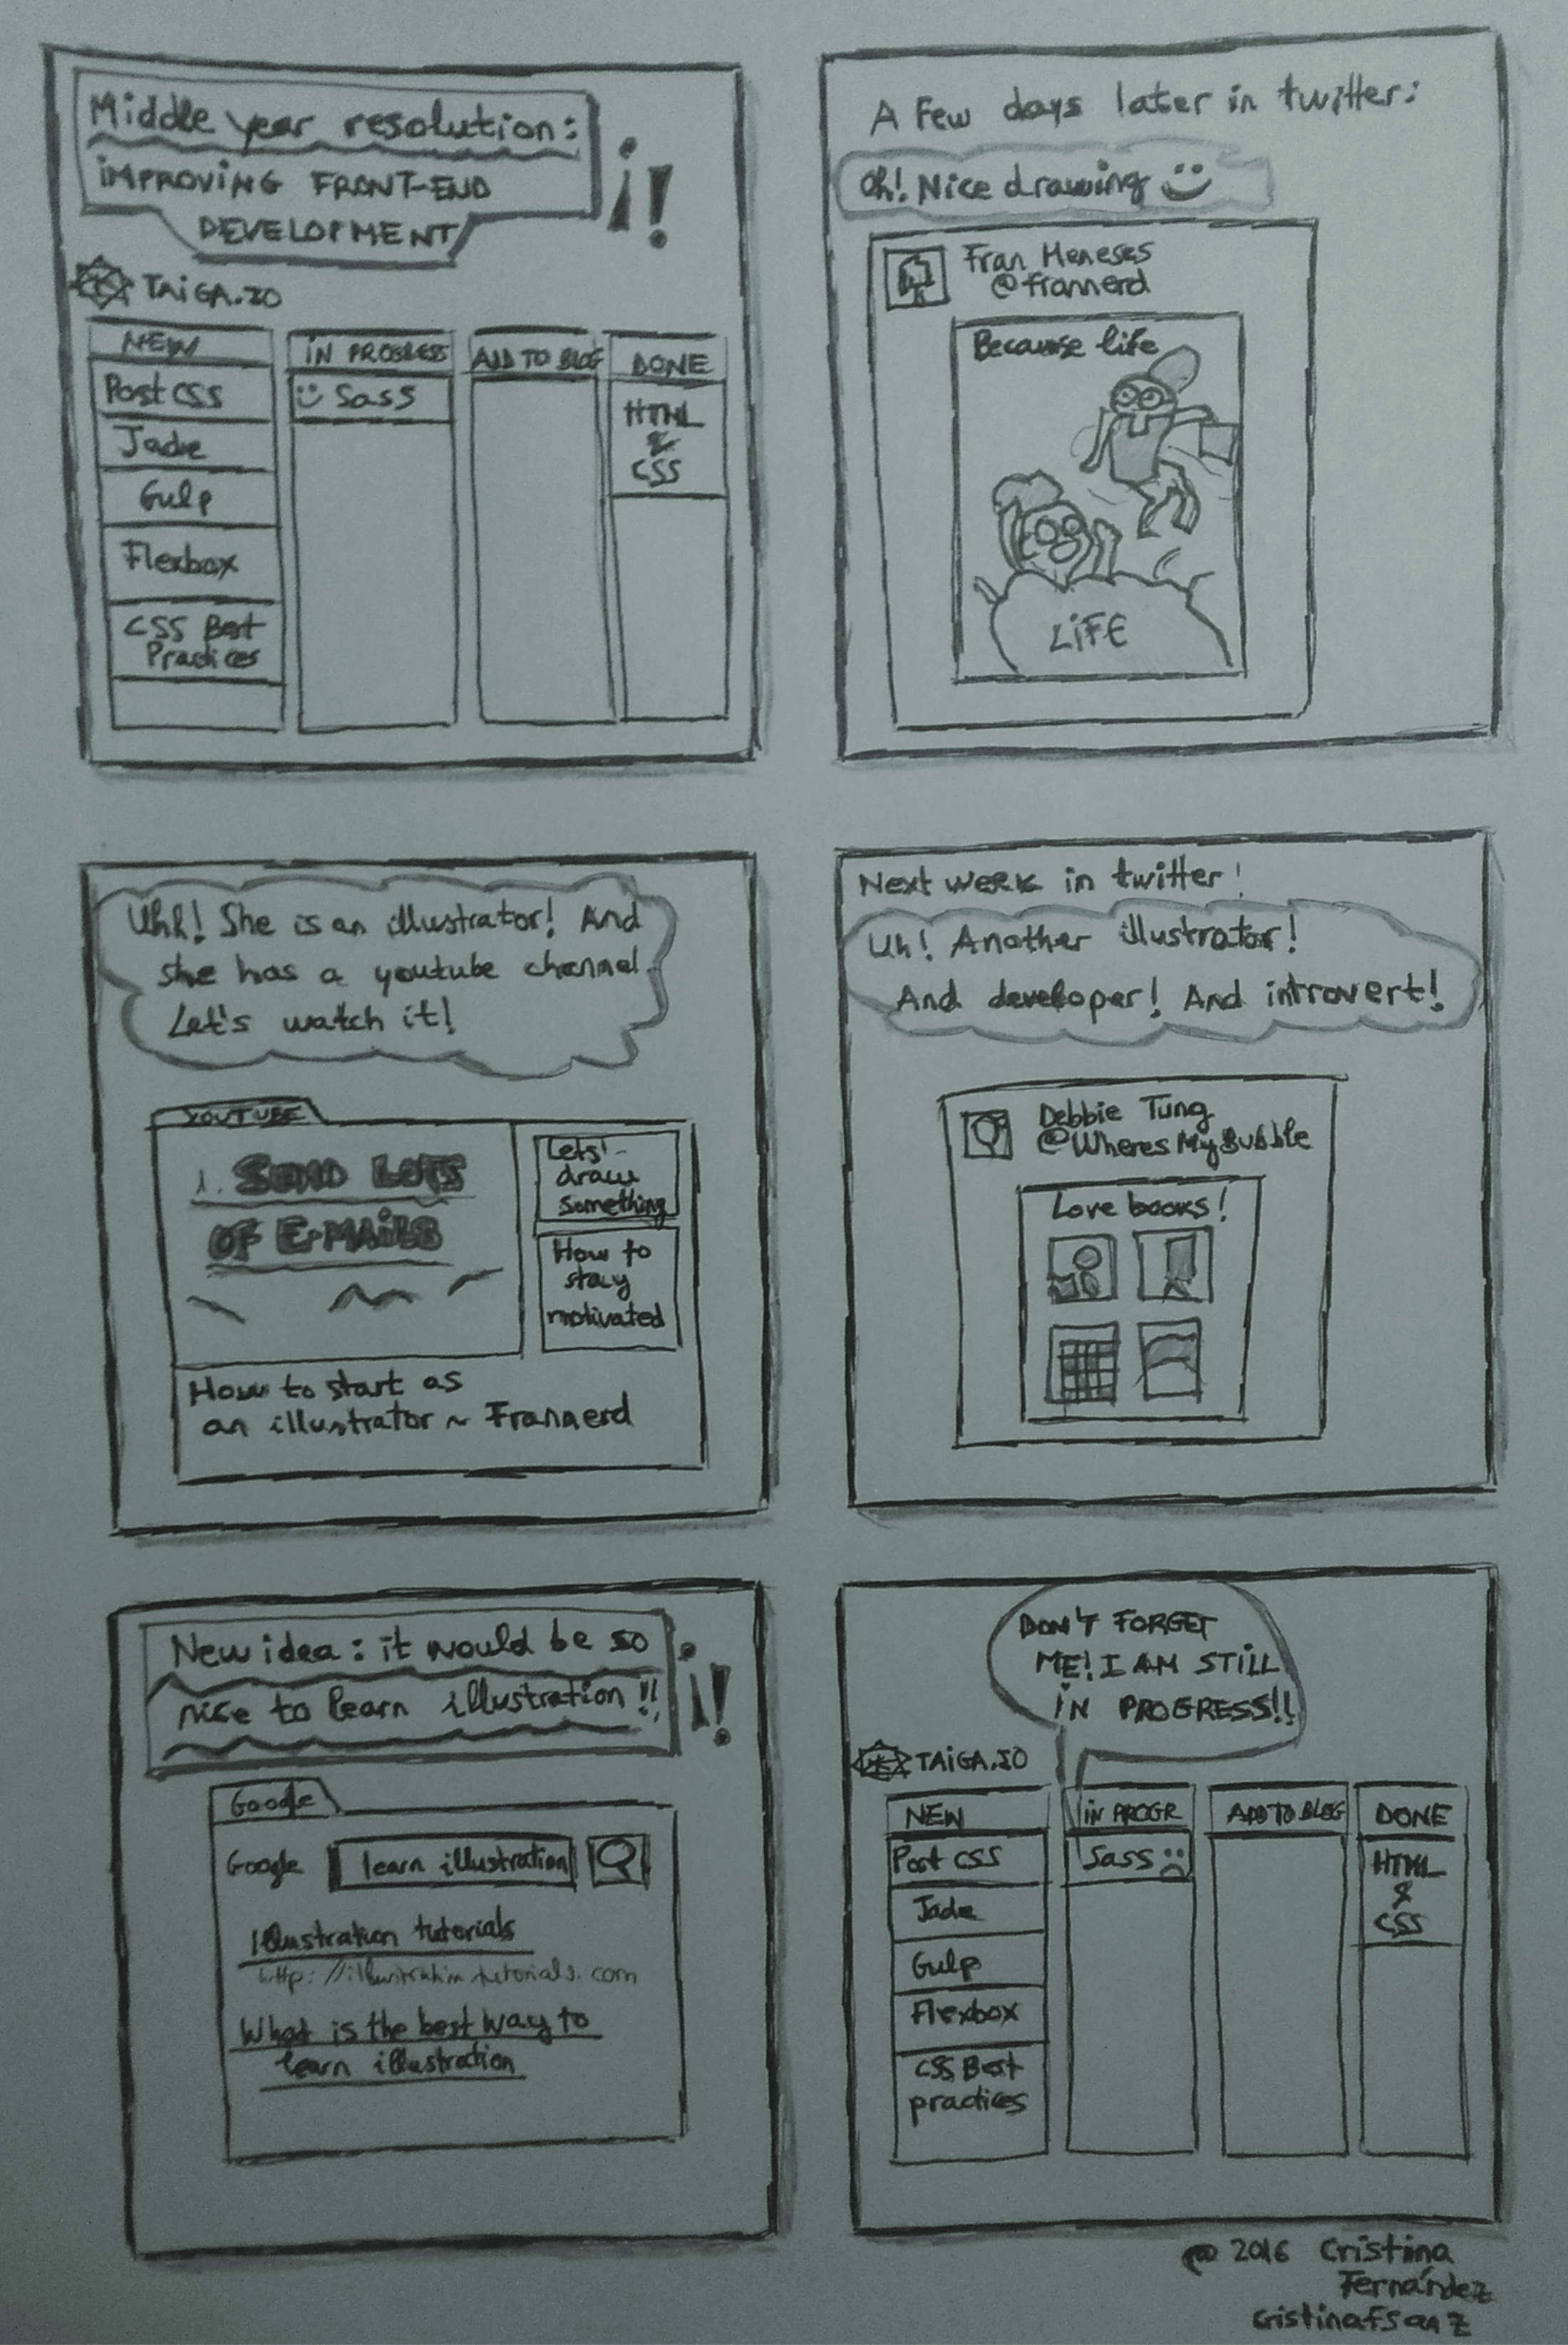 Middle year resolution:
iMPROViNG FRONT-END
DEVELOPMENT
¡!
TAiGA.IO
NEW
iN PROGRESS
ADD TO BLOG
DONE
Post CSS
Jade
Gulp
Flexbox
CSS Best
Practices
Sass
HTML
&
CSS
A Few days later in twitter:
Oh! Nice drawing
Fran Meneses
@frannerd
Because life
LiFE
Uhh! She is an illustrator! And
she has a youtube channel.
Let's watch it!
YOUTUBE
1. SEND LOTS
OF E-MAiLS
Lets'
draw
something
How to
stay
motivated
How to start as
an illustrator ~ Frannerd
Next week in twitter!
Uh! Another illustrator!
And developer! And introvert!
Debbie Tung
@WheresMyBubble
Love books!
New idea: it would be so
nice to learn illustration!!
¡!
Google
Google
learn illustration
Illustration tutorials
http://illustration.tutorials.com
What is the best way to
learn illustration
DON'T FORGET
ME! I AM STiLL
iN PROGRESS!!
TAiGA.IO
NEW
iN PROGR
ADD TO BLOG
DONE
Post CSS
Jade
Gulp
Flexbox
CSS Best
practices
Sass
HTML
&
CSS
@ 2016 Cristina
Fernández
cristinafsanz